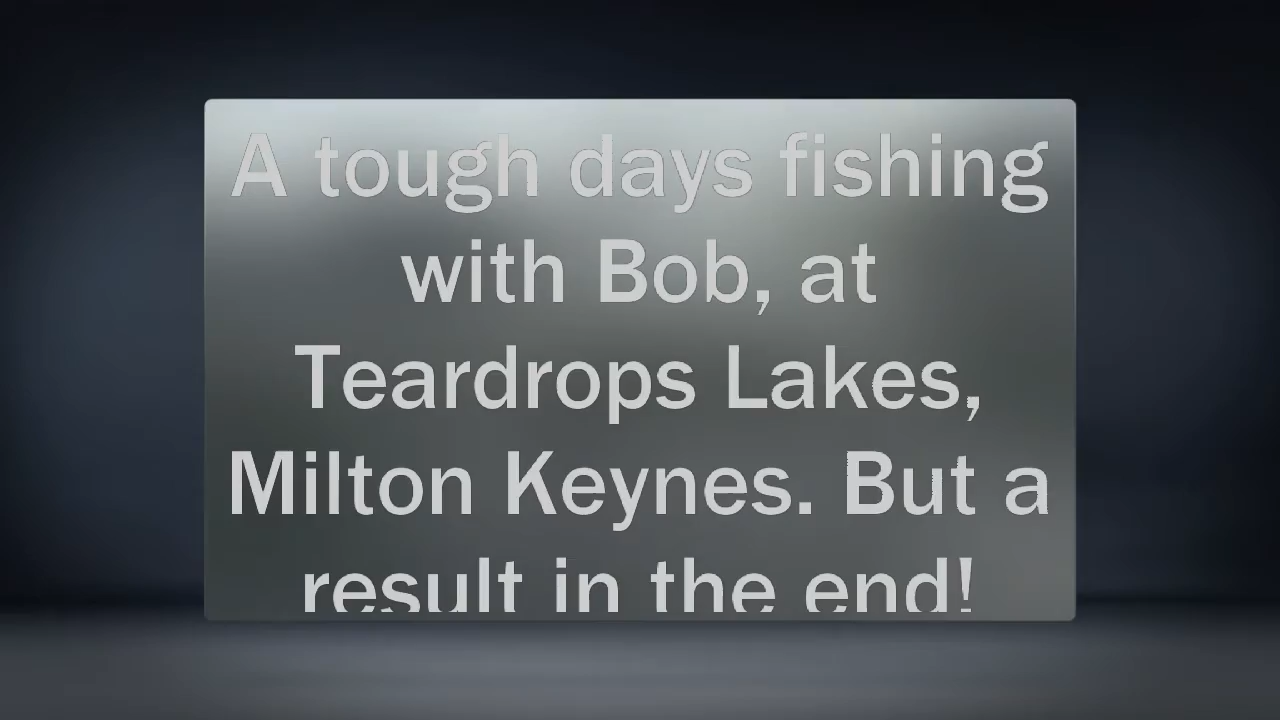 A tough days fishing
with Bob, at
Teardrops Lakes,
Milton Keynes. But a
result in the end!